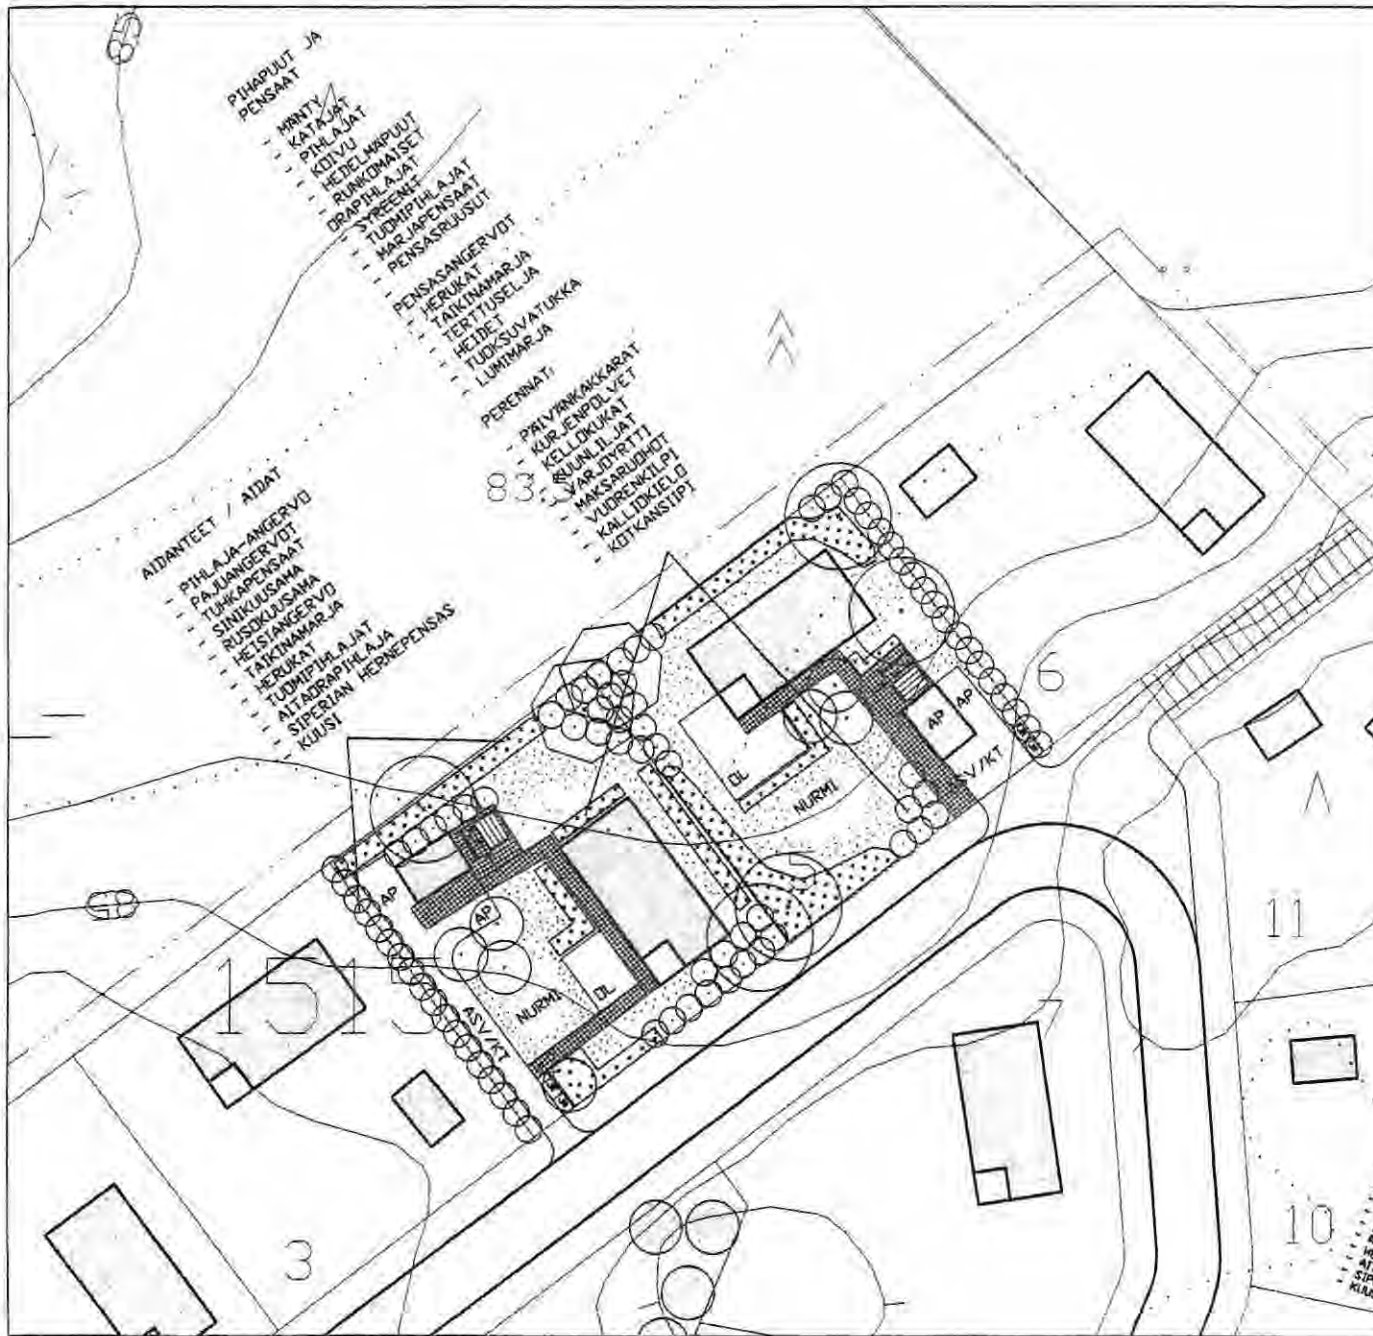 PIHAPUUT JA
PENSAAT
- MÄNTY
- KATAJAT
- PIHLAJAT
- KOIVU
- HEDELMÄPUUT
- RUNKOMAISET
ORAPIHLAJAT
- SYREENIT
- TUOMIPIHLAJAT
- MARJAPENSAAT
- PENSASRUUSUT
PENSASANGERVOT
- HERUKAT
- TAIKINAMARJA
- TERTTUSELJA
- HEIDET
- TUOKSUVATUKKA
- LUMIMARJA
PERENNAT:
- PÄIVÄNKAKKARAT
- KURJENPOLVET
- KELLOKUKAT
- KUUNLILJAT
- VARJOYRTTI
- MAKSARUOHOT
- VUORENKILPI
- KALLIOKIELO
- KOTKANSIIPI
83
AIDANTEET / AIDAT
- PIHLAJA-ANGERVO
- PAJUANGERVOT
- TUHKAPENSAAT
- SINIKUUSAMA
- RUSOKUUSAMA
- HEISIANGERVO
- TAIKINAMARJA
- HERUKAT
- TUOMIPIHLAJAT
- AITAORAPIHLAJA
- SIPERIAN HERNEPENSAS
- KUUSI
6
AP
AP
ASV/KT
OL
NURMI
AP
AP
OL
NURMI
ASV/KT
1515
11
7
10
3